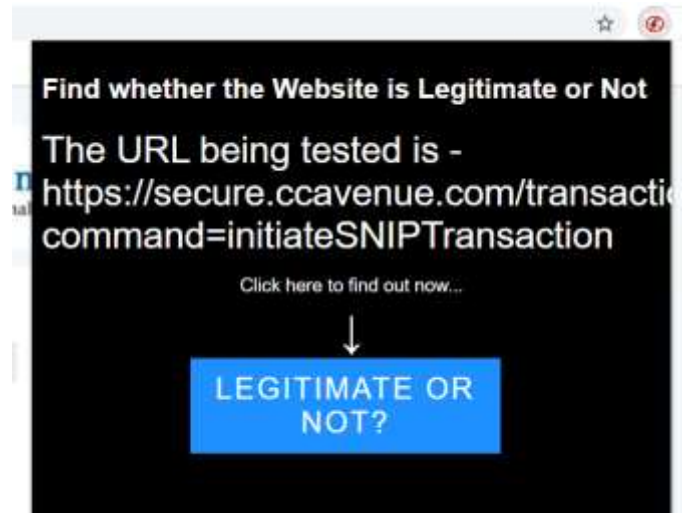 Find whether the Website is Legitimate or Not
The URL being tested is -
https://secure.ccavenue.com/transactio
command=initiateSNIPTransaction
Click here to find out now...
LEGITIMATE OR
NOT?